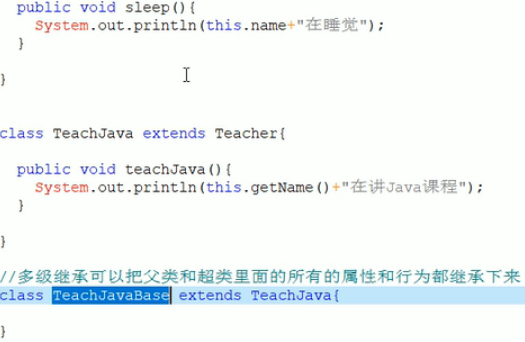 public void sleep(){
System.out.println(this.name+"在睡觉");
}
}
class TeachJava extends Teacher{
public void teachJava(){
System.out.println(this.getName()+"在讲Java课程");
}
}
//多级继承可以把父类和超类里面的所有的属性和行为都继承下来
class TeachJavaBase extends TeachJava{
}